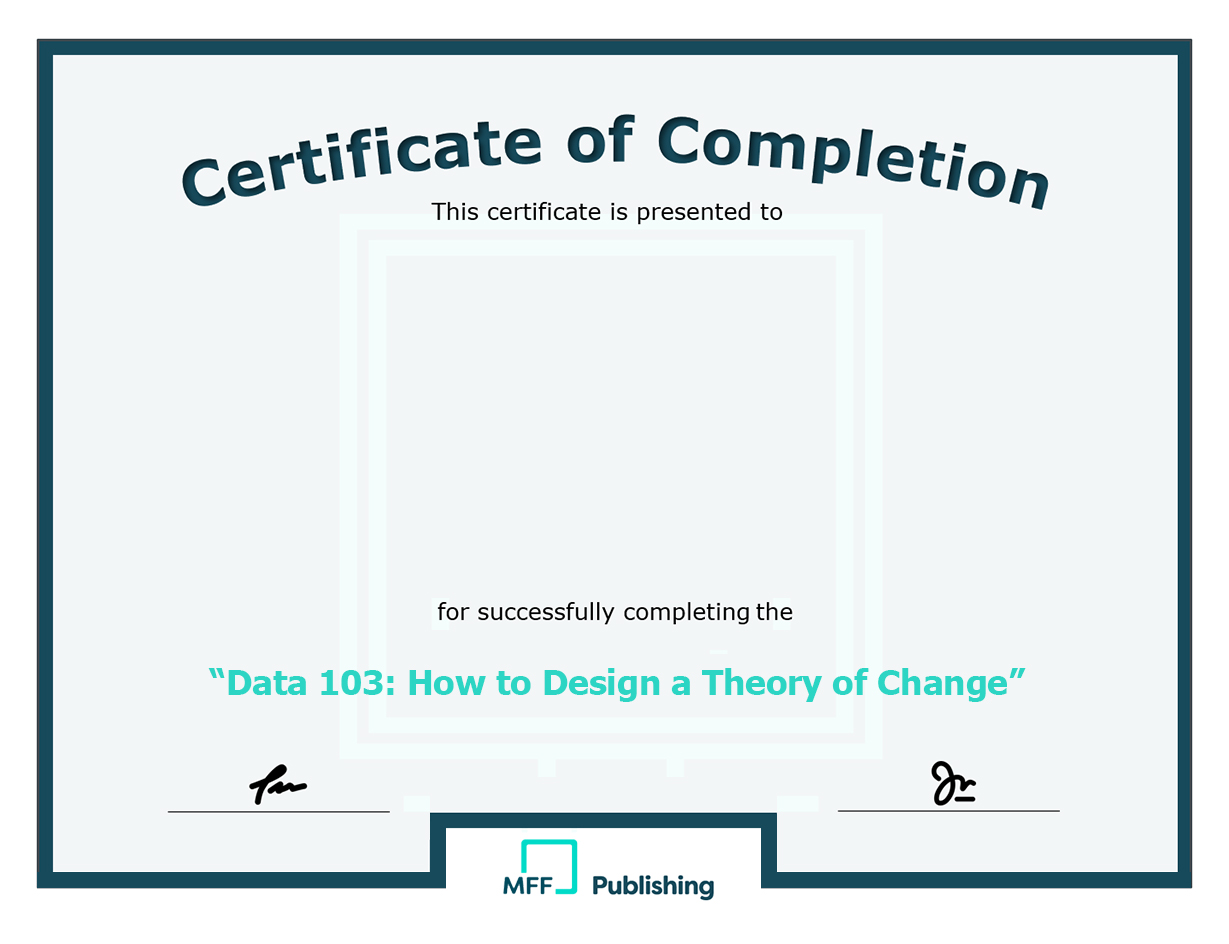 Certificate of Completion
This certificate is presented to
for successfully completing the
“Data 103: How to Design a Theory of Change”
MFF Publishing